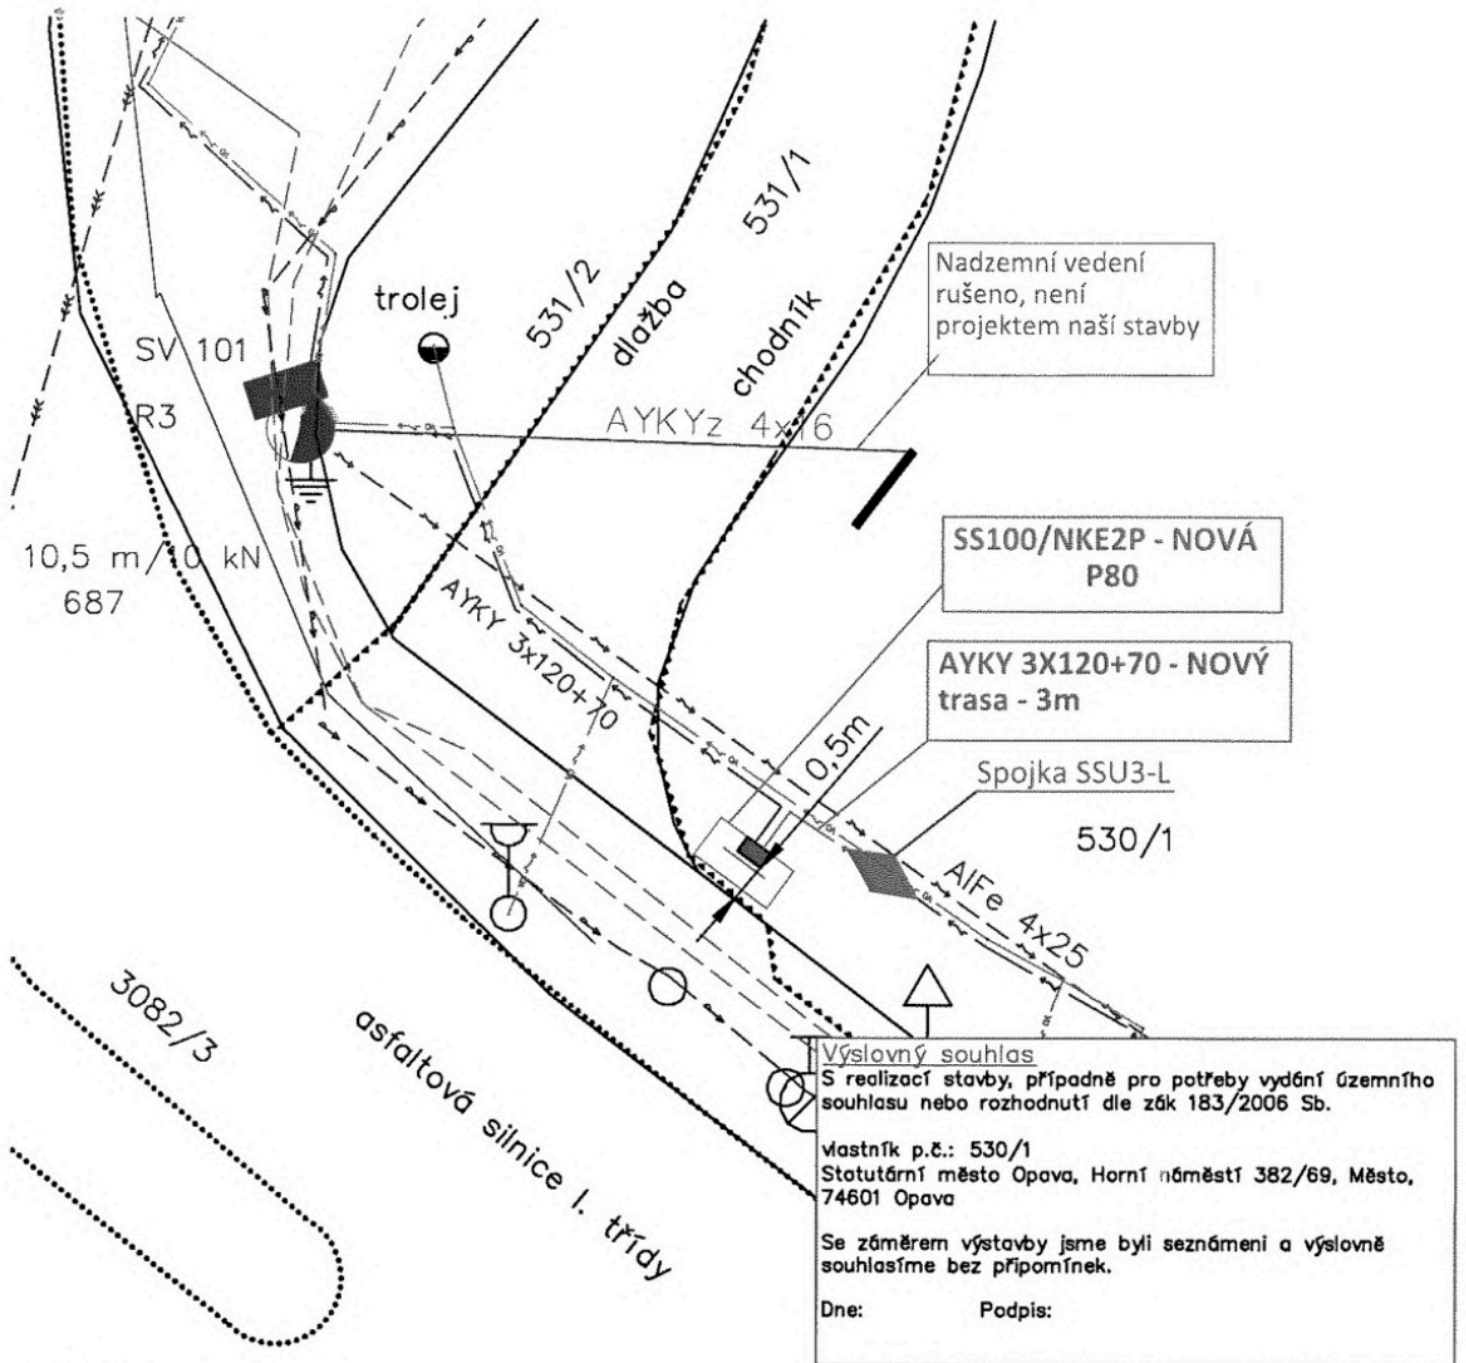 531/1
531/2
dlažba
chodník
trolej
Nadzemní vedení
rušeno, není
projektem naší stavby
SV 101
R3
AYKYz 4x16
10,5 m/10 kN
687
SS100/NKE2P - NOVÁ
P80
AYKY 3x120+70
AYKY 3X120+70 - NOVÝ
trasa - 3m
0,5m
Spojka SSU3-L
530/1
AlFe 4x25
3082/3
asfaltová silnice I. třídy
Výslovný souhlas
S realizací stavby, případně pro potřeby vydání územního
souhlasu nebo rozhodnutí dle zák 183/2006 Sb.
vlastník p.č.: 530/1
Statutární město Opava, Horní náměstí 382/69, Město,
74601 Opava
Se záměrem výstavby jsme byli seznámeni a výslovně
souhlasíme bez připomínek.
Dne: Podpis: